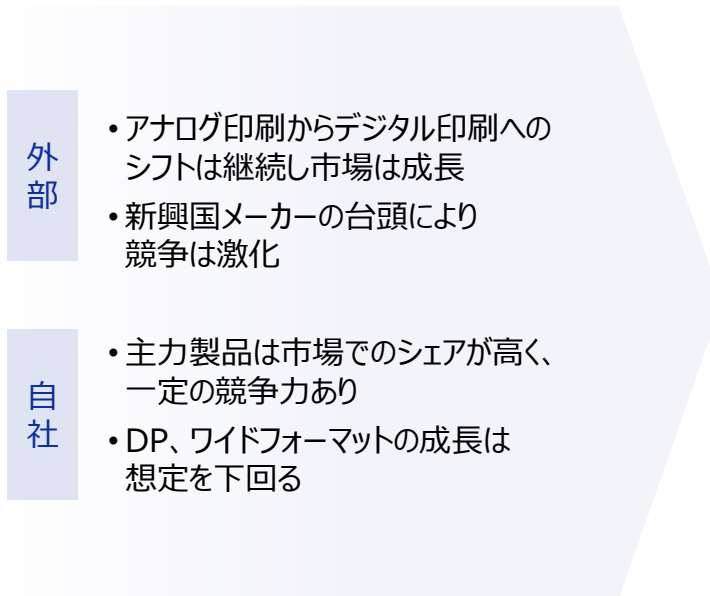 外部
• アナログ印刷からデジタル印刷への
シフトは継続し市場は成長
• 新興国メーカーの台頭により
競争は激化
自社
• 主力製品は市場でのシェアが高く、
一定の競争力あり
• DP、ワイドフォーマットの成長は
想定を下回る